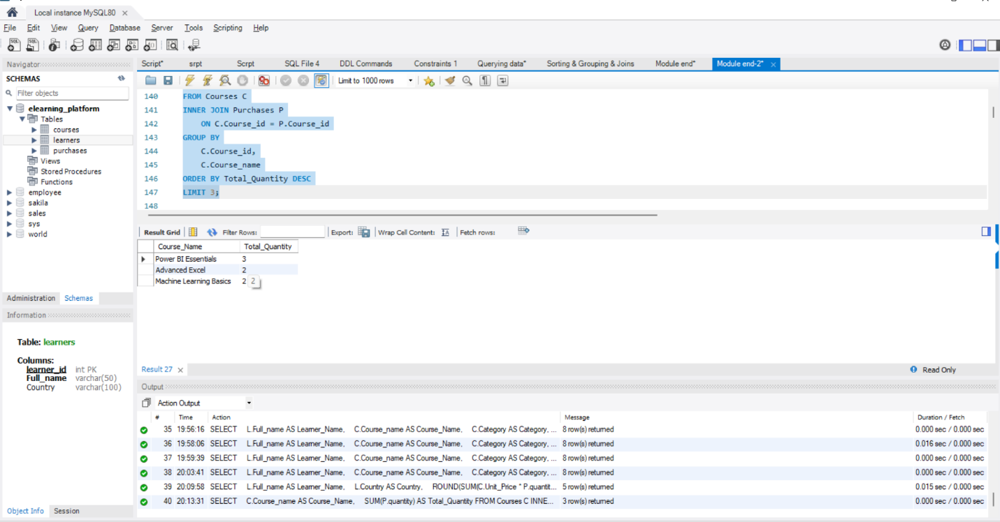 Local instance MySQL80 ×
File Edit View Query Database Server Tools Scripting Help
Navigator
SCHEMAS
Filter objects
elearning_platform
Tables
courses
learners
purchases
Views
Stored Procedures
Functions
employee
sakila
sales
sys
world
Administration Schemas
Information
Table: learners
Columns:
learner_id int PK
Full_name varchar(50)
Country varchar(100)
Object Info Session
Script* srpt Scrpt SQL File 4 DDL Commands Constraints 1 Querying data* Sorting & Grouping & Joins Module end* Module end-2* ×
Limit to 1000 rows
140 FROM Courses C
141 INNER JOIN Purchases P
142 ON C.Course_id = P.Course_id
143 GROUP BY
144 C.Course_id,
145 C.Course_name
146 ORDER BY Total_Quantity DESC
147 LIMIT 3;
148
Result Grid Filter Rows: Export: Wrap Cell Content: Fetch rows:
Course_Name Total_Quantity
Power BI Essentials 3
Advanced Excel 2
Machine Learning Basics 2 2
Result 27 × Read Only
Output
Action Output
# Time Action Message Duration / Fetch
35 19:56:16 SELECT L.Full_name AS Learner_Name, C.Course_name AS Course_Name, C.Category AS Category, ... 8 row(s) returned 0.000 sec / 0.000 sec
36 19:58:06 SELECT L.Full_name AS Learner_Name, C.Course_name AS Course_Name, C.Category AS Category, ... 8 row(s) returned 0.016 sec / 0.000 sec
37 19:59:39 SELECT L.Full_name AS Learner_Name, C.Course_name AS Course_Name, C.Category AS Category, ... 8 row(s) returned 0.000 sec / 0.000 sec
38 20:03:41 SELECT L.Full_name AS Learner_Name, C.Course_name AS Course_Name, C.Category AS Category, ... 8 row(s) returned 0.000 sec / 0.000 sec
39 20:09:58 SELECT L.Full_name AS Learner_Name, L.Country AS Country, ROUND(SUM(C.Unit_Price * P.quantit... 5 row(s) returned 0.015 sec / 0.000 sec
40 20:13:31 SELECT C.Course_name AS Course_Name, SUM(P.quantity) AS Total_Quantity FROM Courses C INNE... 3 row(s) returned 0.000 sec / 0.000 sec